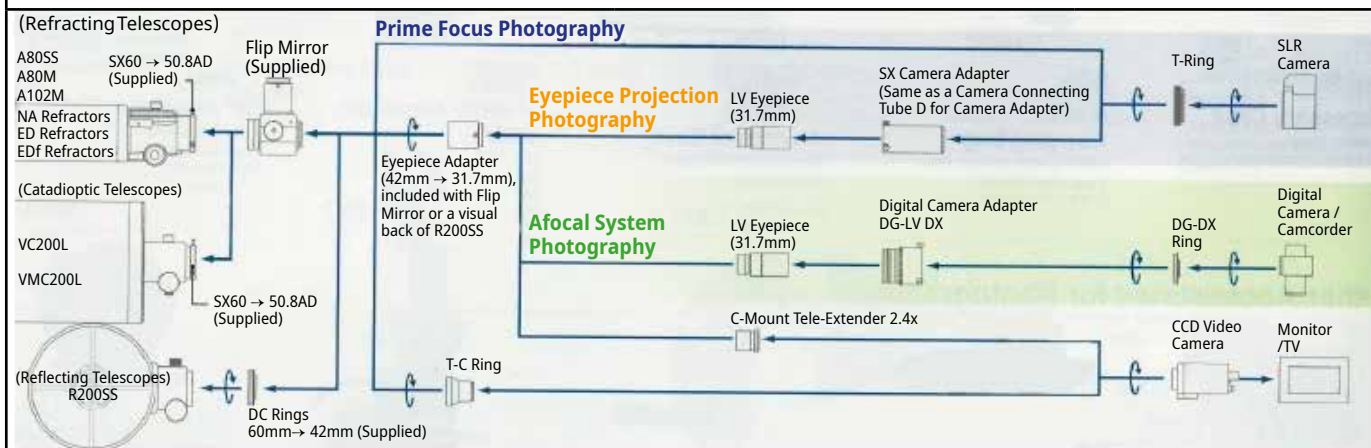 (Refracting Telescopes)
A80SS
A80M
A102M
NA Refractors
ED Refractors
EDf Refractors
SX60 → 50.8AD
(Supplied)
Flip Mirror
(Supplied)
Prime Focus Photography
Eyepiece Projection
Photography
LV Eyepiece
(31.7mm)
SX Camera Adapter
(Same as a Camera Connecting
Tube D for Camera Adapter)
T-Ring
SLR
Camera
Eyepiece Adapter
(42mm → 31.7mm),
included with Flip
Mirror or a visual
back of R200SS
(Catadioptic Telescopes)
VC200L
VMC200L
SX60 → 50.8AD
(Supplied)
Afocal System
Photography
LV Eyepiece
(31.7mm)
Digital Camera Adapter
DG-LV DX
DG-DX
Ring
Digital
Camera /
Camcorder
C-Mount Tele-Extender 2.4x
CCD Video
Camera
Monitor
/TV
T-C Ring
(Reflecting Telescopes)
R200SS
DC Rings
60mm→ 42mm (Supplied)